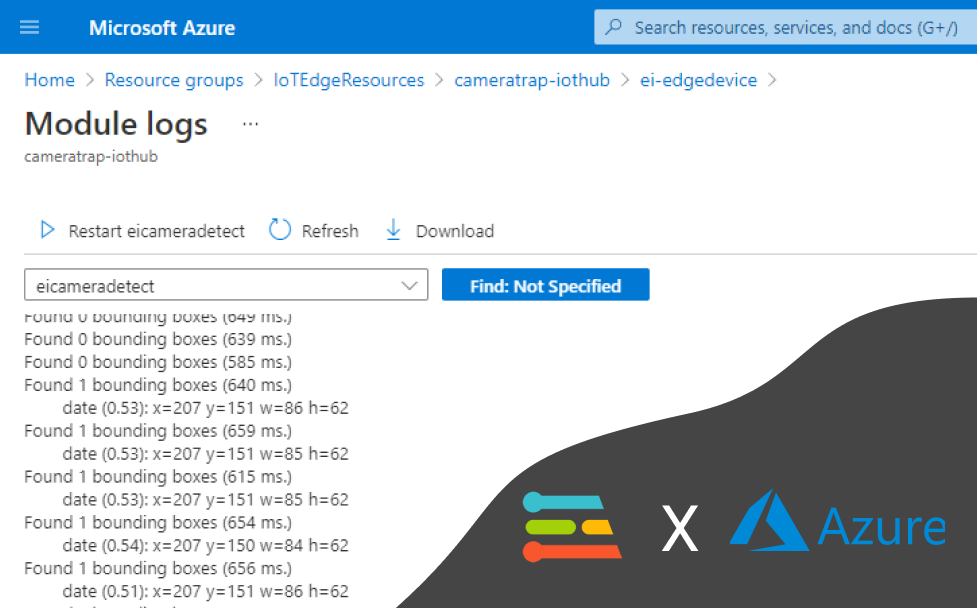 Microsoft Azure
Search resources, services, and docs (G+/)
Home > Resource groups > IoTEdgeResources > cameratrap-iothub > ei-edgedevice >
Module logs ...
cameratrap-iothub
Restart eicameradetect
Refresh
Download
eicameradetect
Find: Not Specified
Found 0 bounding boxes (649 ms.)
Found 0 bounding boxes (639 ms.)
Found 0 bounding boxes (585 ms.)
Found 1 bounding boxes (640 ms.)
date (0.53): x=207 y=151 w=86 h=62
Found 1 bounding boxes (659 ms.)
date (0.53): x=207 y=151 w=85 h=62
Found 1 bounding boxes (615 ms.)
date (0.53): x=207 y=151 w=85 h=62
Found 1 bounding boxes (654 ms.)
date (0.54): x=207 y=150 w=84 h=62
Found 1 bounding boxes (656 ms.)
date (0.51): x=207 y=151 w=86 h=62
X Azure